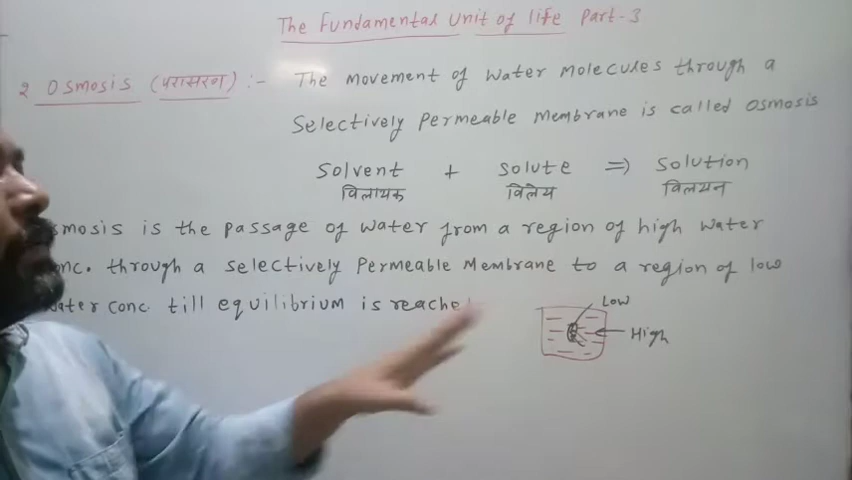 The Fundamental Unit of life Part-3
2 Osmosis (परासरण) :- The movement of water molecules through a
Selectively Permeable membrane is called osmosis
Solvent + Solute ⇒ Solution
विलायक विलेय विलयन
smosis is the passage of water from a region of high water
onc. through a selectively Permeable Membrane to a region of low
water conc. till equilibrium is reache
Low
High